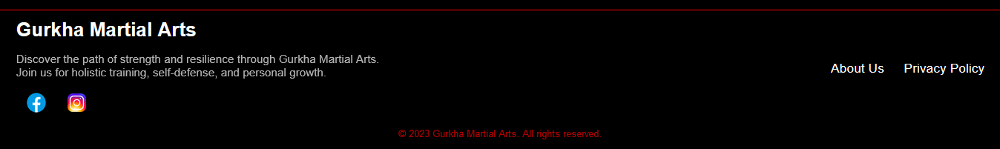 Gurkha Martial Arts
Discover the path of strength and resilience through Gurkha Martial Arts.
Join us for holistic training, self-defense, and personal growth.
About Us
Privacy Policy
© 2023 Gurkha Martial Arts. All rights reserved.